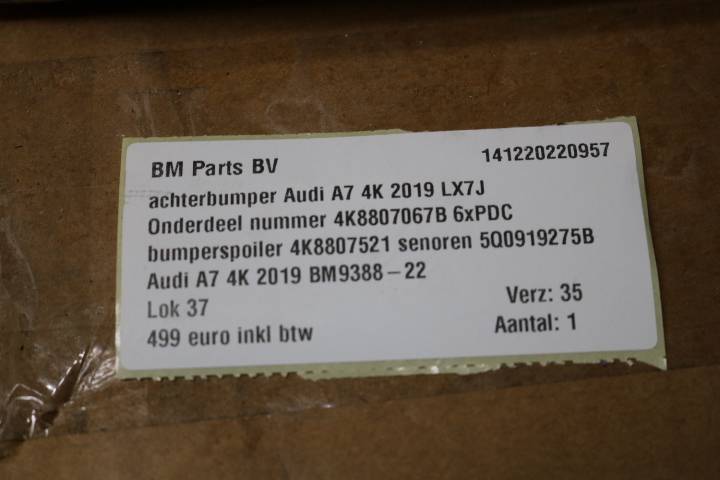 BM Parts BV 141220220957
achterbumper Audi A7 4K 2019 LX7J
Onderdeel nummer 4K8807067B 6xPDC
bumperspoiler 4K8807521 senoren 5Q0919275B
Audi A7 4K 2019 BM9388-22
Lok 37 Verz: 35
499 euro inkl btw Aantal: 1